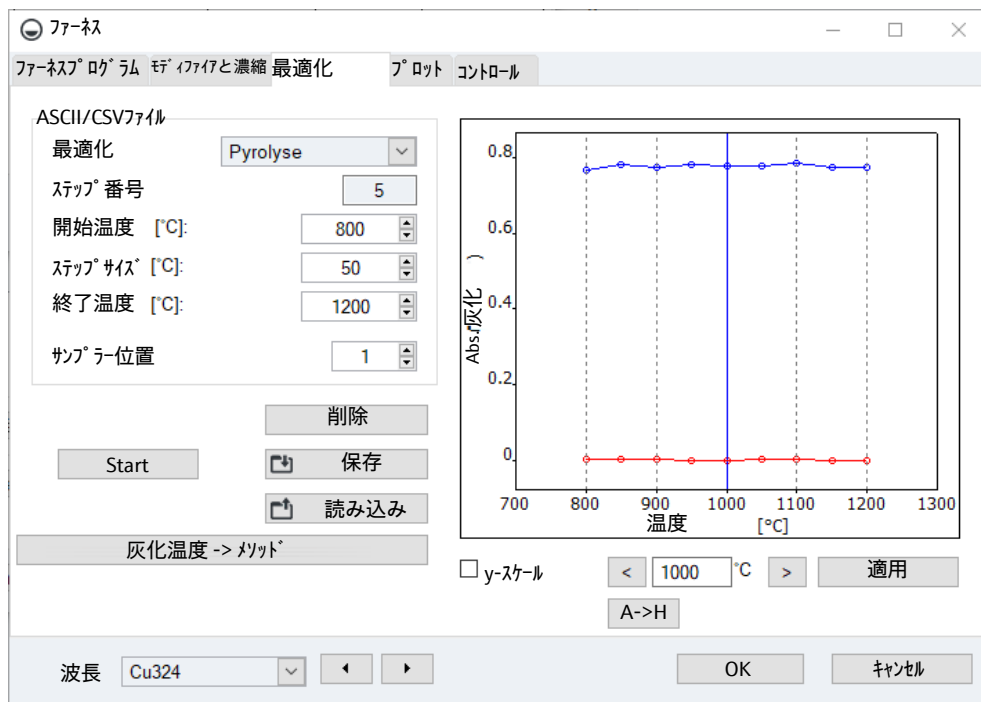 ファーネス
ファーネスプログラム モディファイアと濃縮 最適化 プロット コントロール
ASCII/CSVファイル
最適化 Pyrolyse
ステップ番号 5
開始温度 [°C]: 800
ステップサイズ [°C]: 50
終了温度 [°C]: 1200
サンプラー位置 1
削除
Start 保存
読み込み
灰化温度 -> メソッド
0.8
0.6
0.4
0.2
0
Abs. 灰化 )
700 800 900 1000 1100 1200 1300
温度 [°C]
y-スケール < 1000 °C > 適用
A->H
波長 Cu324 OK キャンセル